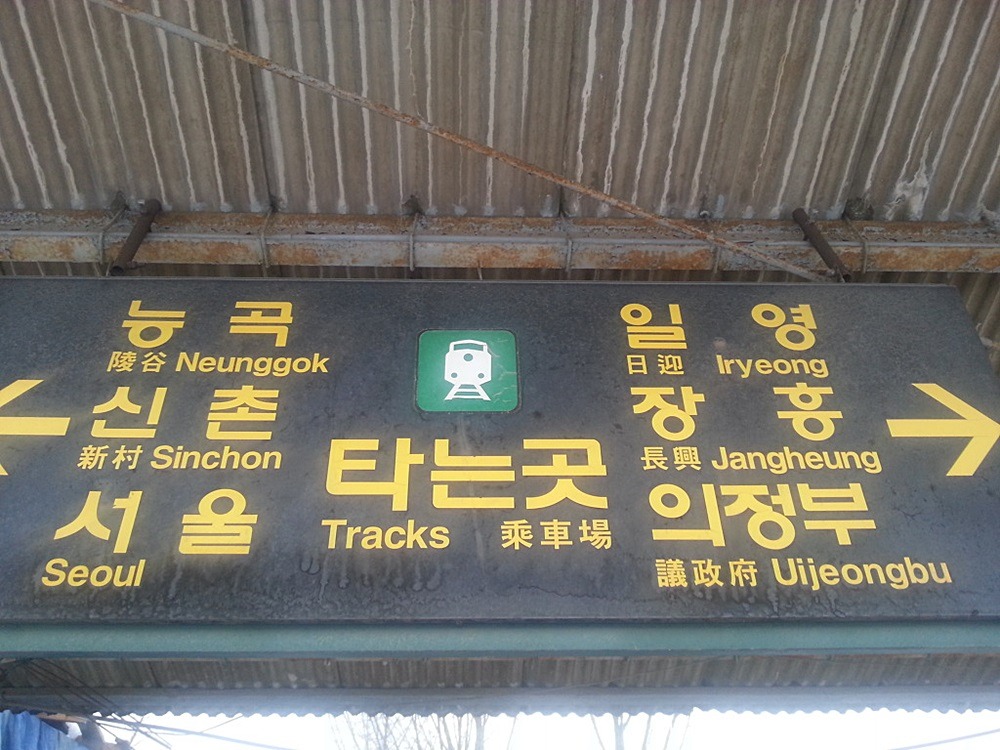 능곡
陵谷 Neunggok
신촌
新村 Sinchon
서울
Seoul
타는곳
Tracks 乘車場
일영
日迎 Iryeong
장흥
長興 Jangheung
의정부
議政府 Uijeongbu